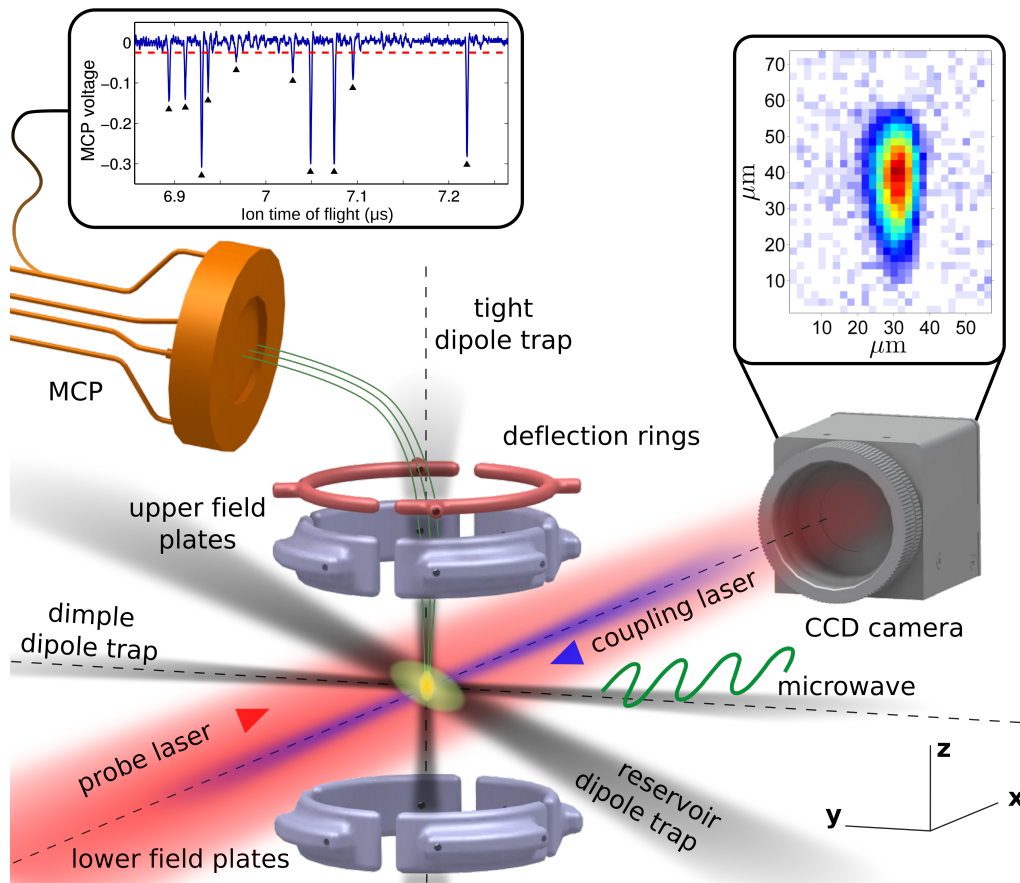 0
−0.1
−0.2
−0.3
MCP voltage
6.9 7 7.1 7.2
Ion time of flight (μs)
70
60
50
40
30
20
10
μm
10 20 30 40 50
μm
tight
dipole trap
MCP
deflection rings
upper field
plates
dimple
dipole trap
coupling laser
CCD camera
microwave
probe laser
reservoir
dipole trap
z
x
y
lower field plates